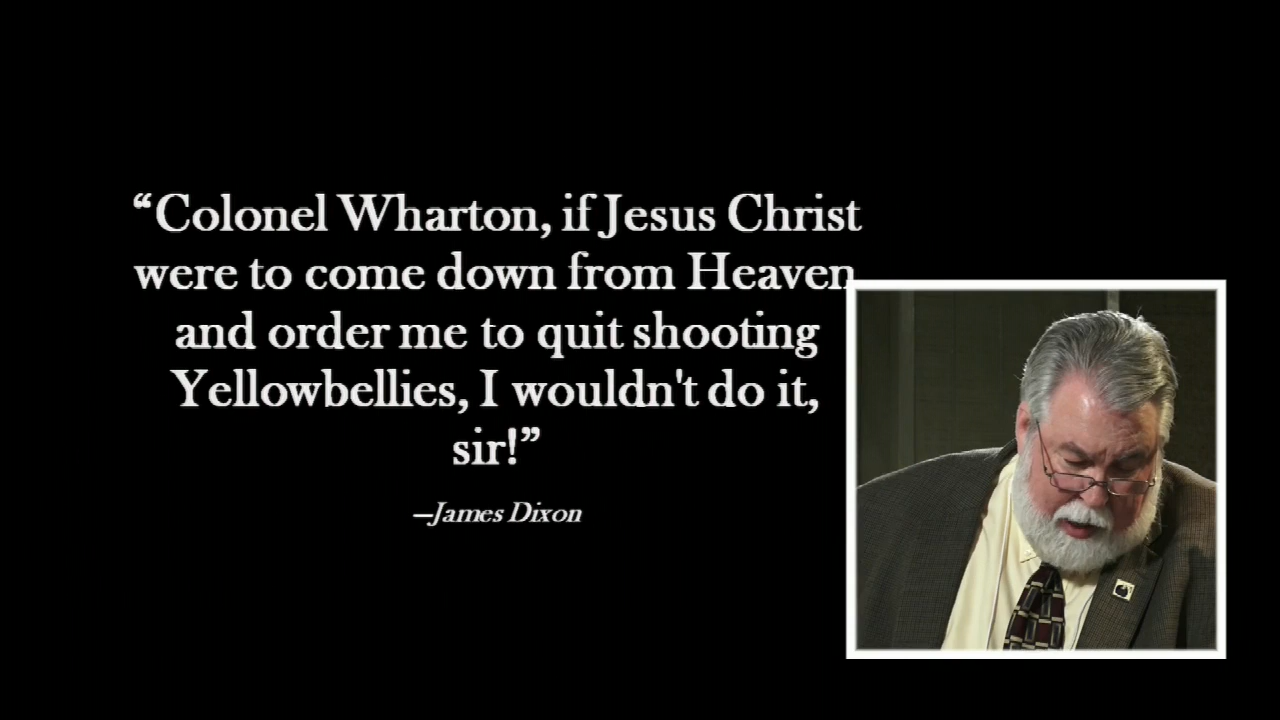 “Colonel Wharton, if Jesus Christ
were to come down from Heaven
and order me to quit shooting
Yellowbellies, I wouldn't do it,
sir!”
—James Dixon